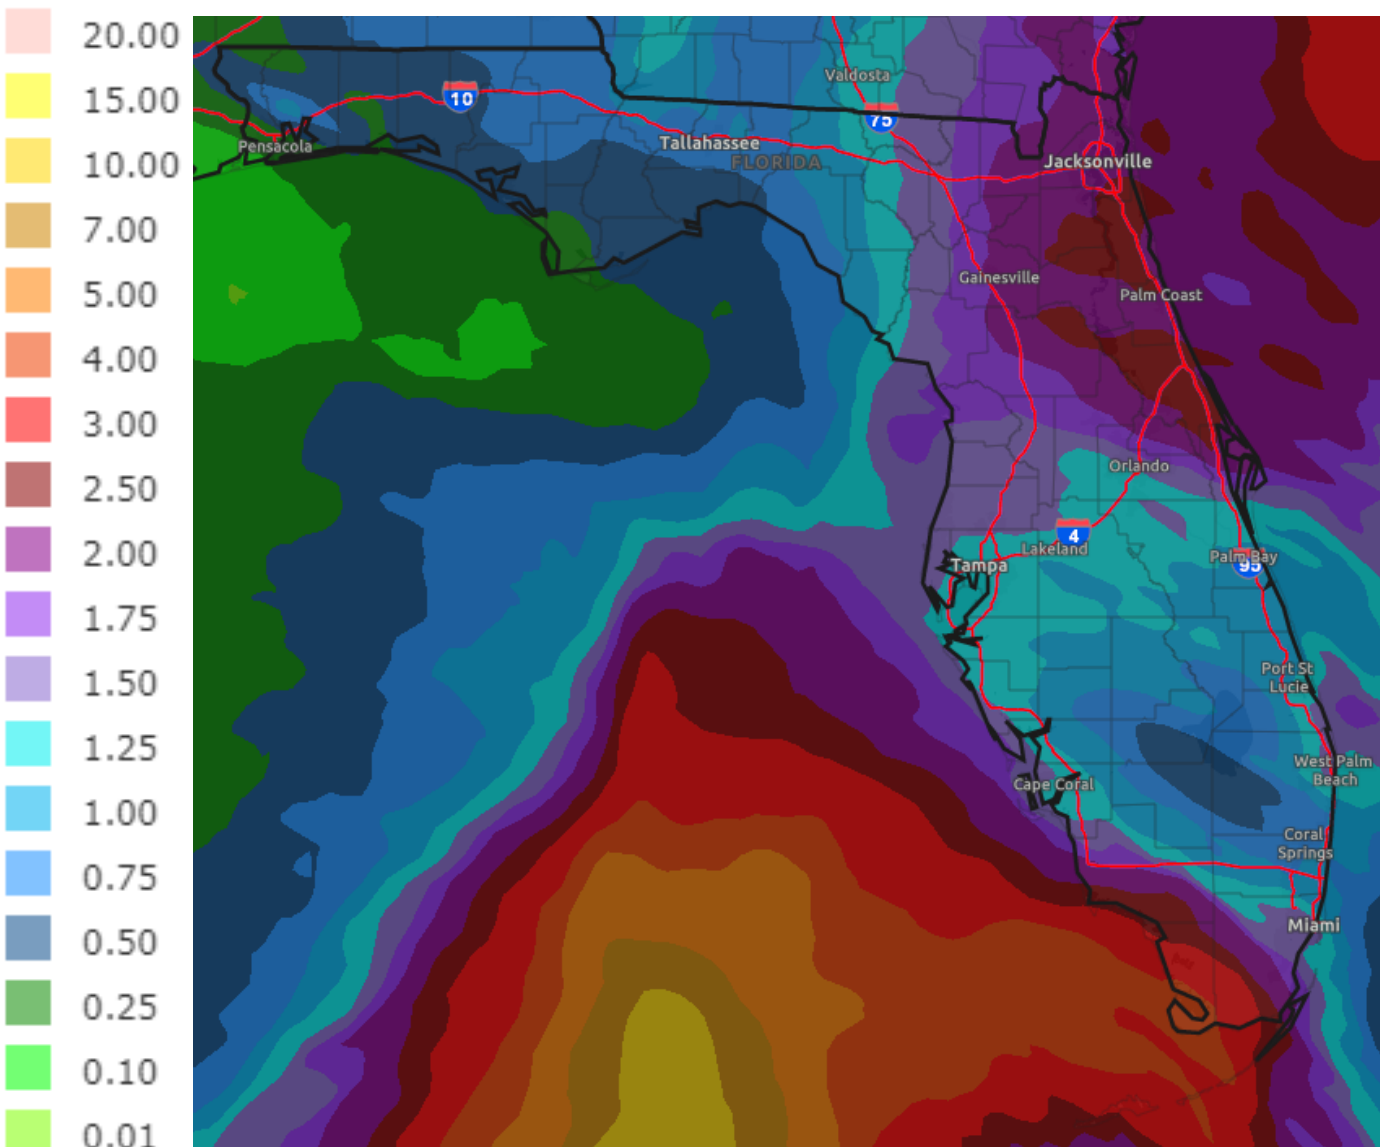 20.00
15.00
10.00
7.00
5.00
4.00
3.00
2.50
2.00
1.75
1.50
1.25
1.00
0.75
0.50
0.25
0.10
0.01
Valdosta
10
75
Pensacola
Tallahassee
FLORIDA
Jacksonville
Gainesville
Palm Coast
Orlando
4
Lakeland
Palm Bay
95
Tampa
Port St
Lucie
West Palm
Beach
Cape Coral
Coral
Springs
Miami